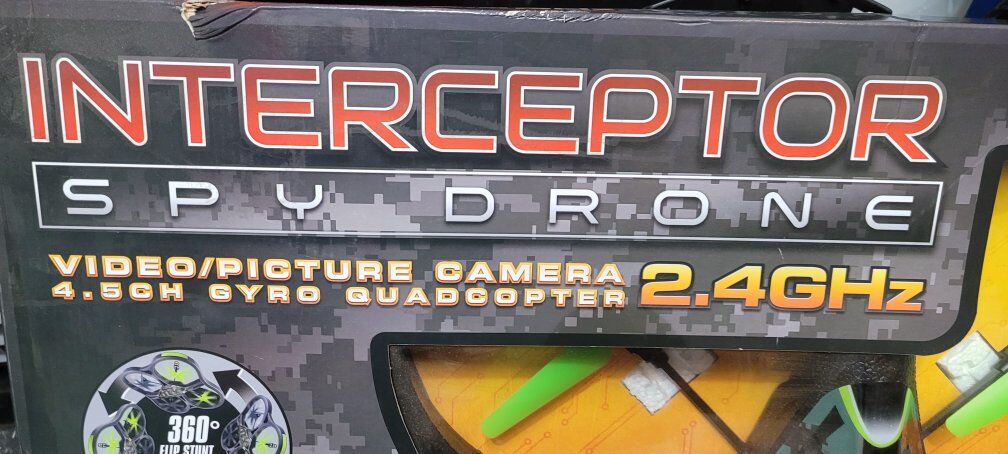 INTERCEPTOR
SPY DRONE
VIDEO/PICTURE CAMERA
4.5CH GYRO QUADCOPTER 2.4GHz
360°
FLIP STUNT